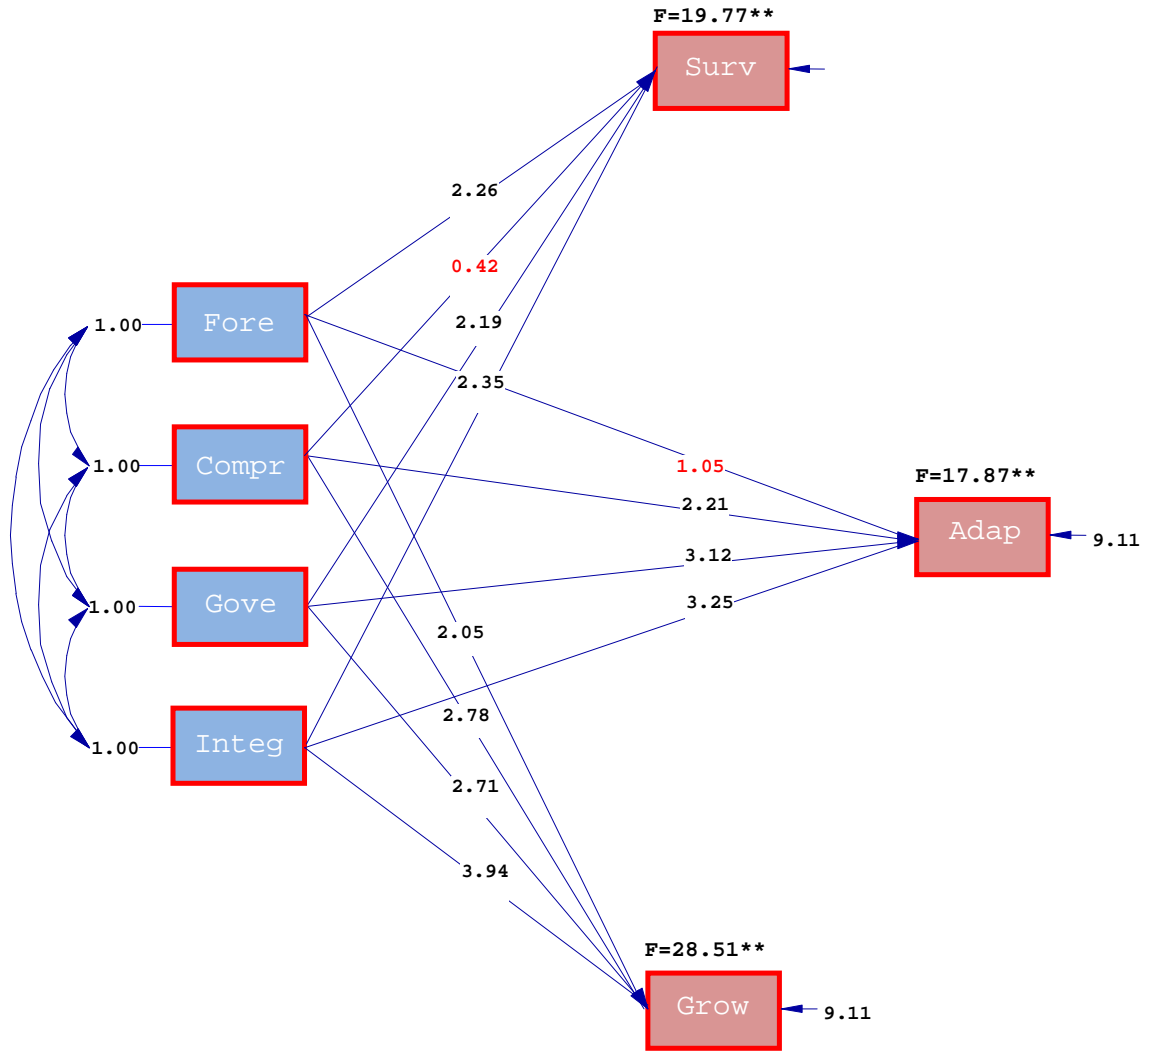 F=19.77**
Surv
2.26
0.42
1.00
Fore
2.19
2.35
1.00
Compr
1.05
F=17.87**
2.21
Adap
9.11
3.12
1.00
Gove
3.25
2.05
2.78
1.00
Integ
2.71
3.94
F=28.51**
Grow
9.11